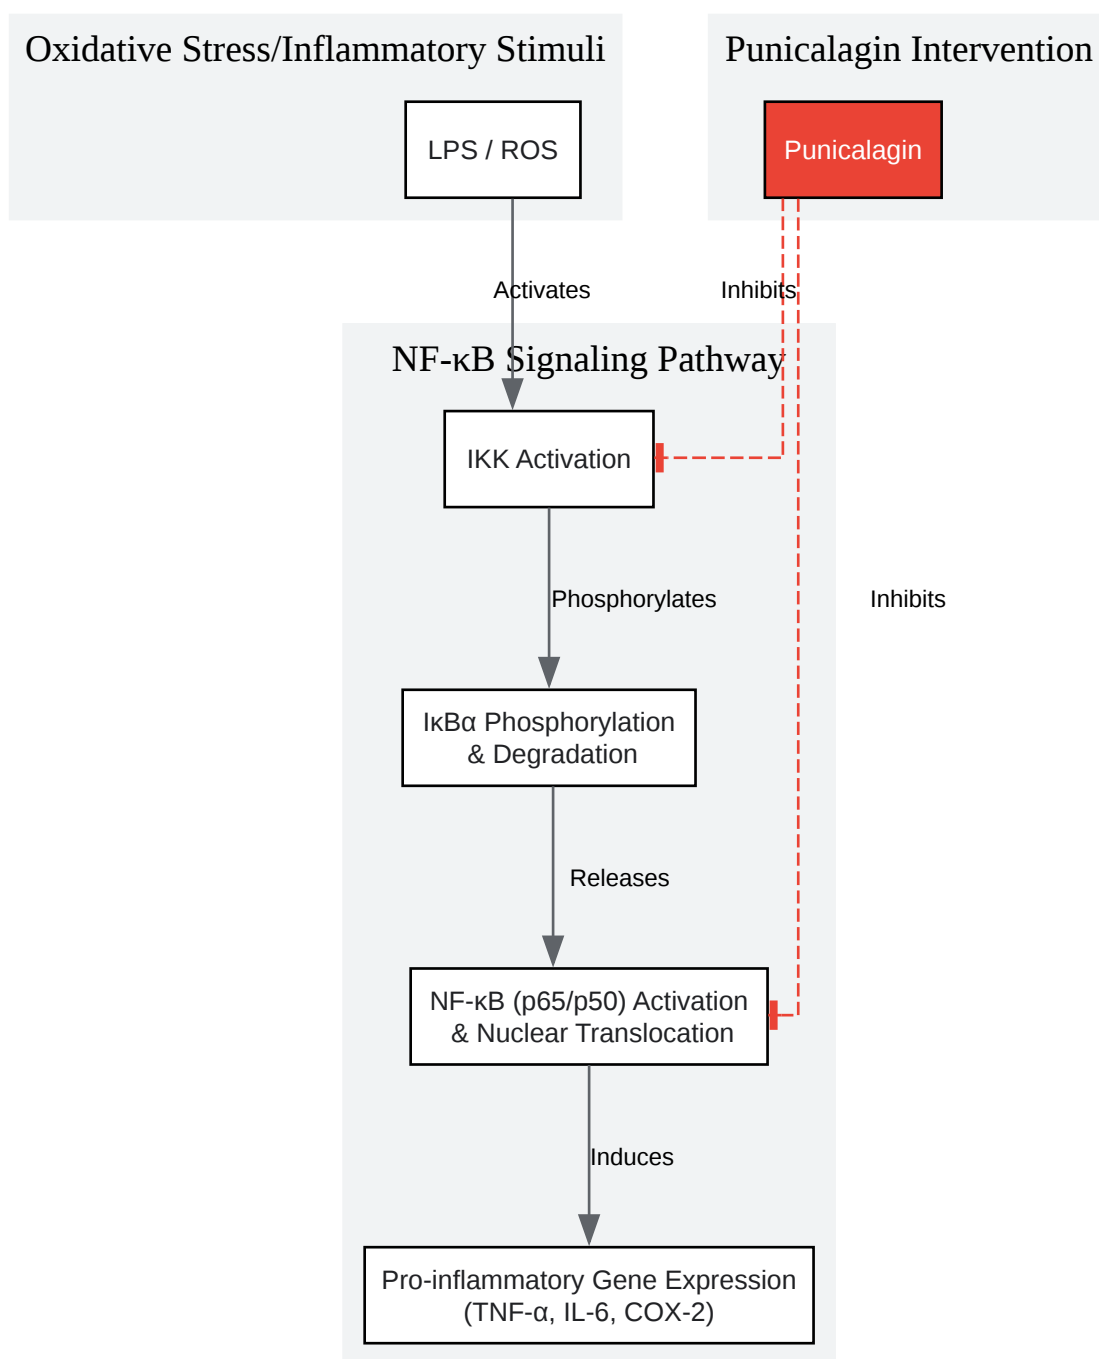 Oxidative Stress/Inflammatory Stimuli
Punicalagin Intervention
LPS / ROS
Punicalagin
Activates
Inhibits
NF-κB Signaling Pathway
IKK Activation
Phosphorylates
Inhibits
IκBα Phosphorylation
& Degradation
Releases
NF-κB (p65/p50) Activation
& Nuclear Translocation
Induces
Pro-inflammatory Gene Expression
(TNF-α, IL-6, COX-2)